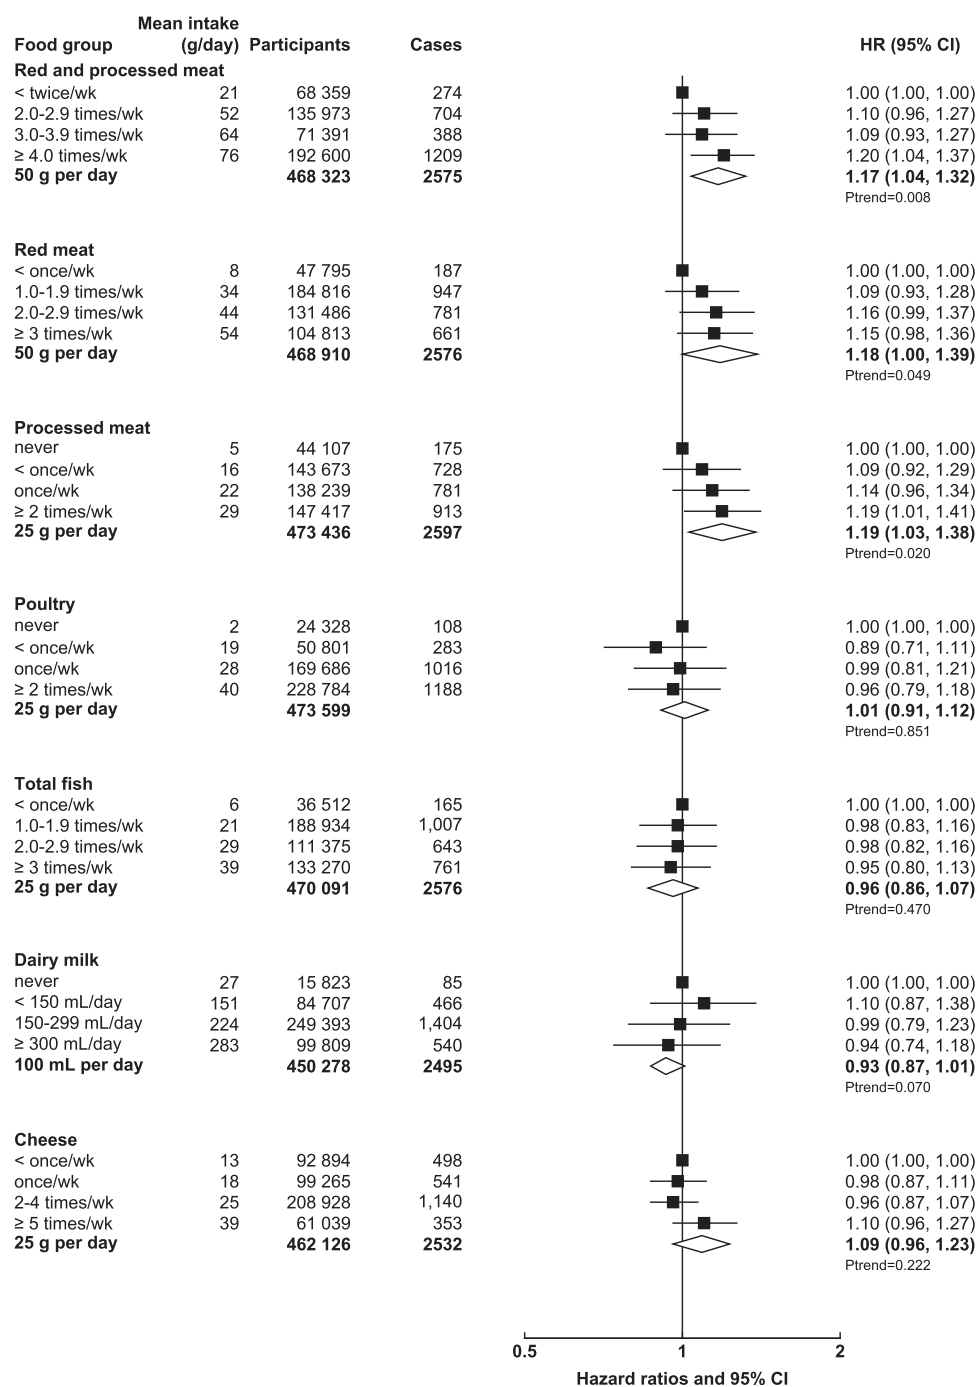 Mean intake
Food group (g/day) Participants Cases HR (95% CI)
Red and processed meat
< twice/wk 21 68 359 274 1.00 (1.00, 1.00)
2.0-2.9 times/wk 52 135 973 704 1.10 (0.96, 1.27)
3.0-3.9 times/wk 64 71 391 388 1.09 (0.93, 1.27)
≥ 4.0 times/wk 76 192 600 1209 1.20 (1.04, 1.37)
50 g per day 468 323 2575 1.17 (1.04, 1.32)
Ptrend=0.008
Red meat
< once/wk 8 47 795 187 1.00 (1.00, 1.00)
1.0-1.9 times/wk 34 184 816 947 1.09 (0.93, 1.28)
2.0-2.9 times/wk 44 131 486 781 1.16 (0.99, 1.37)
≥ 3 times/wk 54 104 813 661 1.15 (0.98, 1.36)
50 g per day 468 910 2576 1.18 (1.00, 1.39)
Ptrend=0.049
Processed meat
never 5 44 107 175 1.00 (1.00, 1.00)
< once/wk 16 143 673 728 1.09 (0.92, 1.29)
once/wk 22 138 239 781 1.14 (0.96, 1.34)
≥ 2 times/wk 29 147 417 913 1.19 (1.01, 1.41)
25 g per day 473 436 2597 1.19 (1.03, 1.38)
Ptrend=0.020
Poultry
never 2 24 328 108 1.00 (1.00, 1.00)
< once/wk 19 50 801 283 0.89 (0.71, 1.11)
once/wk 28 169 686 1016 0.99 (0.81, 1.21)
≥ 2 times/wk 40 228 784 1188 0.96 (0.79, 1.18)
25 g per day 473 599 1.01 (0.91, 1.12)
Ptrend=0.851
Total fish
< once/wk 6 36 512 165 1.00 (1.00, 1.00)
1.0-1.9 times/wk 21 188 934 1,007 0.98 (0.83, 1.16)
2.0-2.9 times/wk 29 111 375 643 0.98 (0.82, 1.16)
≥ 3 times/wk 39 133 270 761 0.95 (0.80, 1.13)
25 g per day 470 091 2576 0.96 (0.86, 1.07)
Ptrend=0.470
Dairy milk
never 27 15 823 85 1.00 (1.00, 1.00)
< 150 mL/day 151 84 707 466 1.10 (0.87, 1.38)
150-299 mL/day 224 249 393 1,404 0.99 (0.79, 1.23)
≥ 300 mL/day 283 99 809 540 0.94 (0.74, 1.18)
100 mL per day 450 278 2495 0.93 (0.87, 1.01)
Ptrend=0.070
Cheese
< once/wk 13 92 894 498 1.00 (1.00, 1.00)
once/wk 18 99 265 541 0.98 (0.87, 1.11)
2-4 times/wk 25 208 928 1,140 0.96 (0.87, 1.07)
≥ 5 times/wk 39 61 039 353 1.10 (0.96, 1.27)
25 g per day 462 126 2532 1.09 (0.96, 1.23)
Ptrend=0.222
0.5 1 2
Hazard ratios and 95% CI